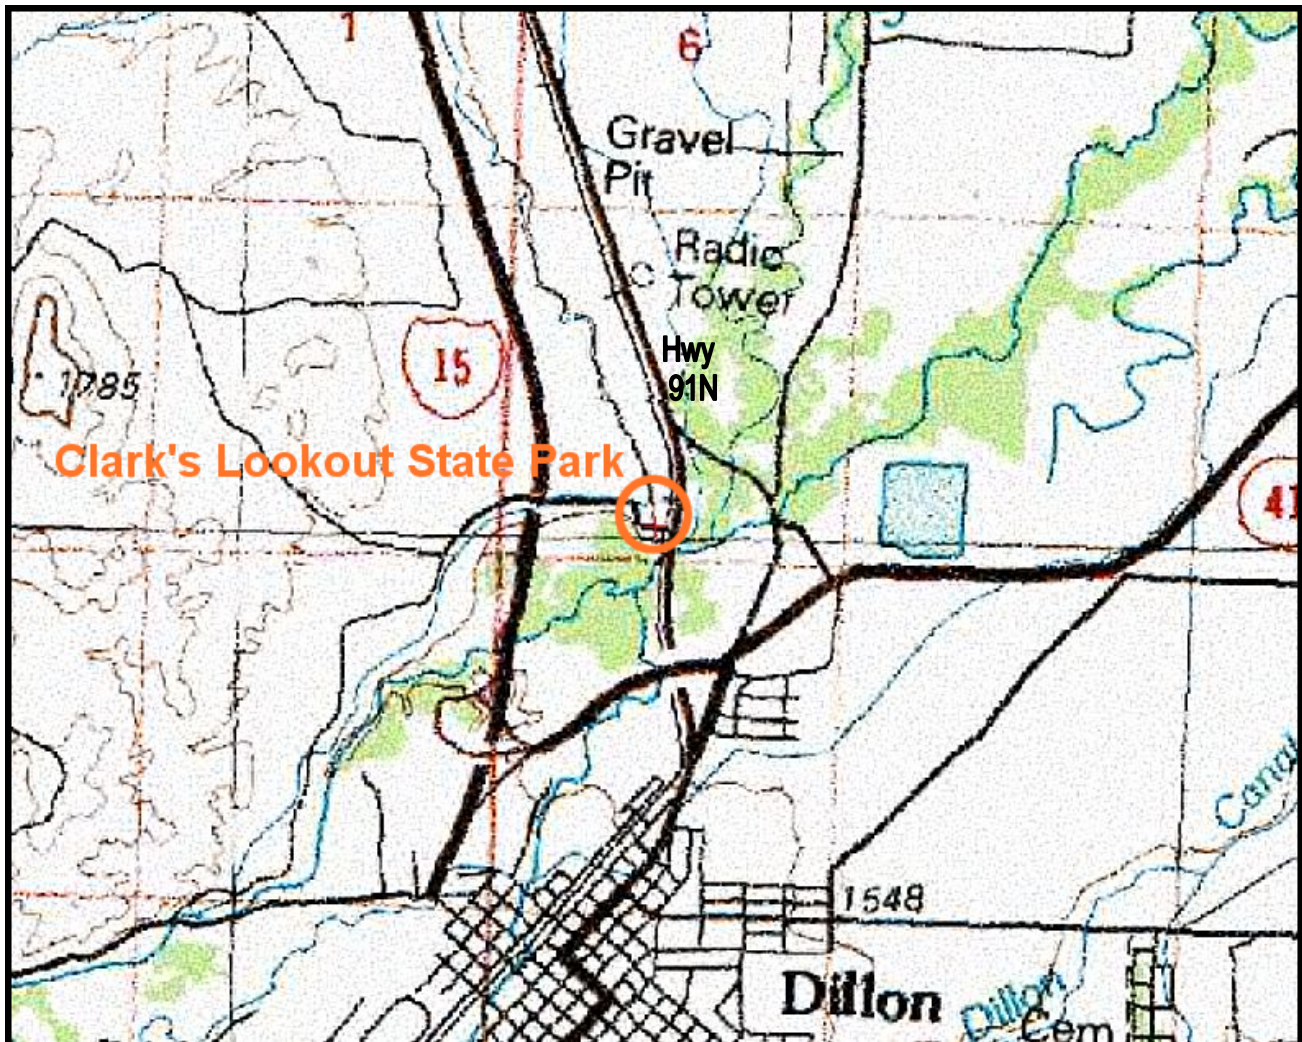 1
6
Gravel
Pit
Radio
Tower
Hwy
91N
15
1785
Clark's Lookout State Park
41
Canal
1548
Dillon
Dillon
Cem